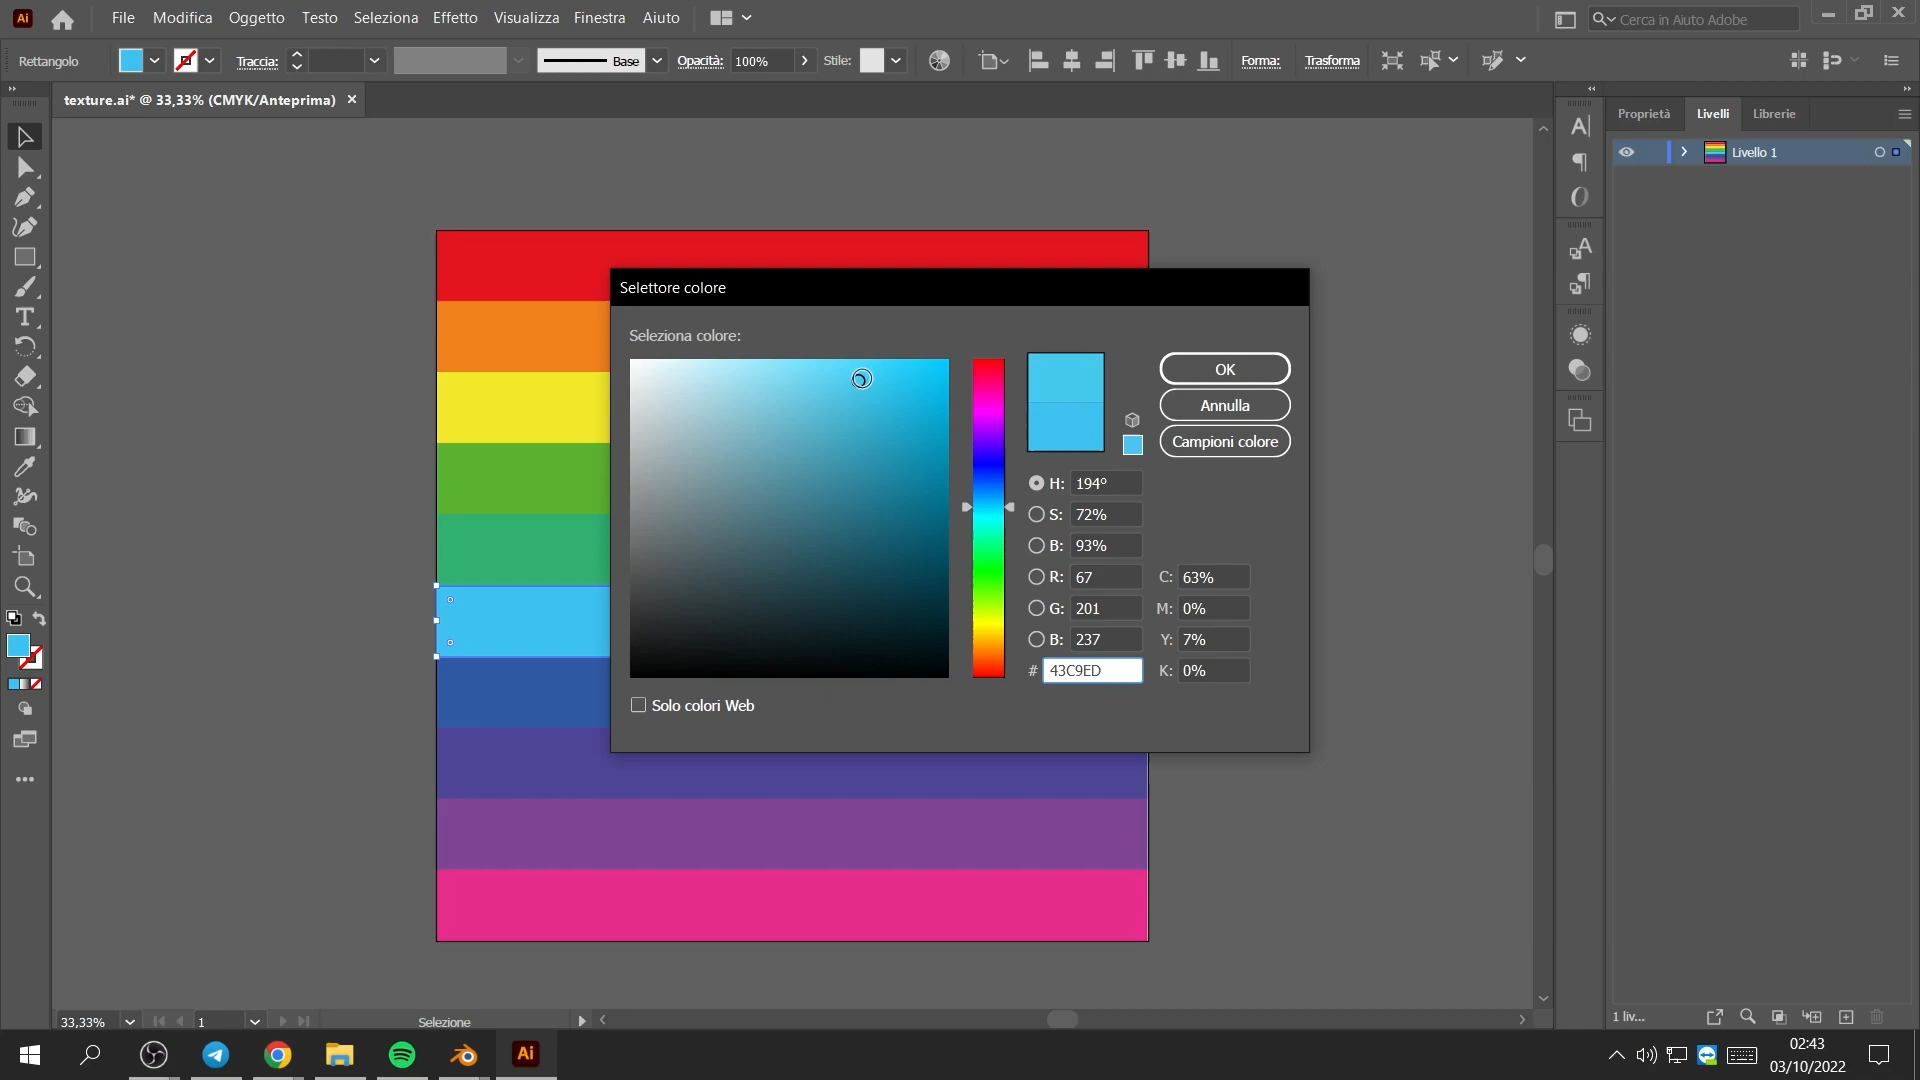 Ai File Modifica Oggetto Testo Seleziona Effetto Visualizza Finestra Aiuto Cerca in Aiuto Adobe
Rettangolo Traccia: Base Opacità: 100% Stile: Forma: Trasforma
texture.ai* @ 33,33% (CMYK/Anteprima)
Proprietà Livelli Librerie
Livello 1
Selettore colore
Seleziona colore:
OK
Annulla
Campioni colore
H: 194°
S: 72%
B: 93%
R: 67 C: 63%
G: 201 M: 0%
B: 237 Y: 7%
# 43C9ED K: 0%
Solo colori Web
33,33% 1 Selezione
1 liv...
Ai
02:43
03/10/2022